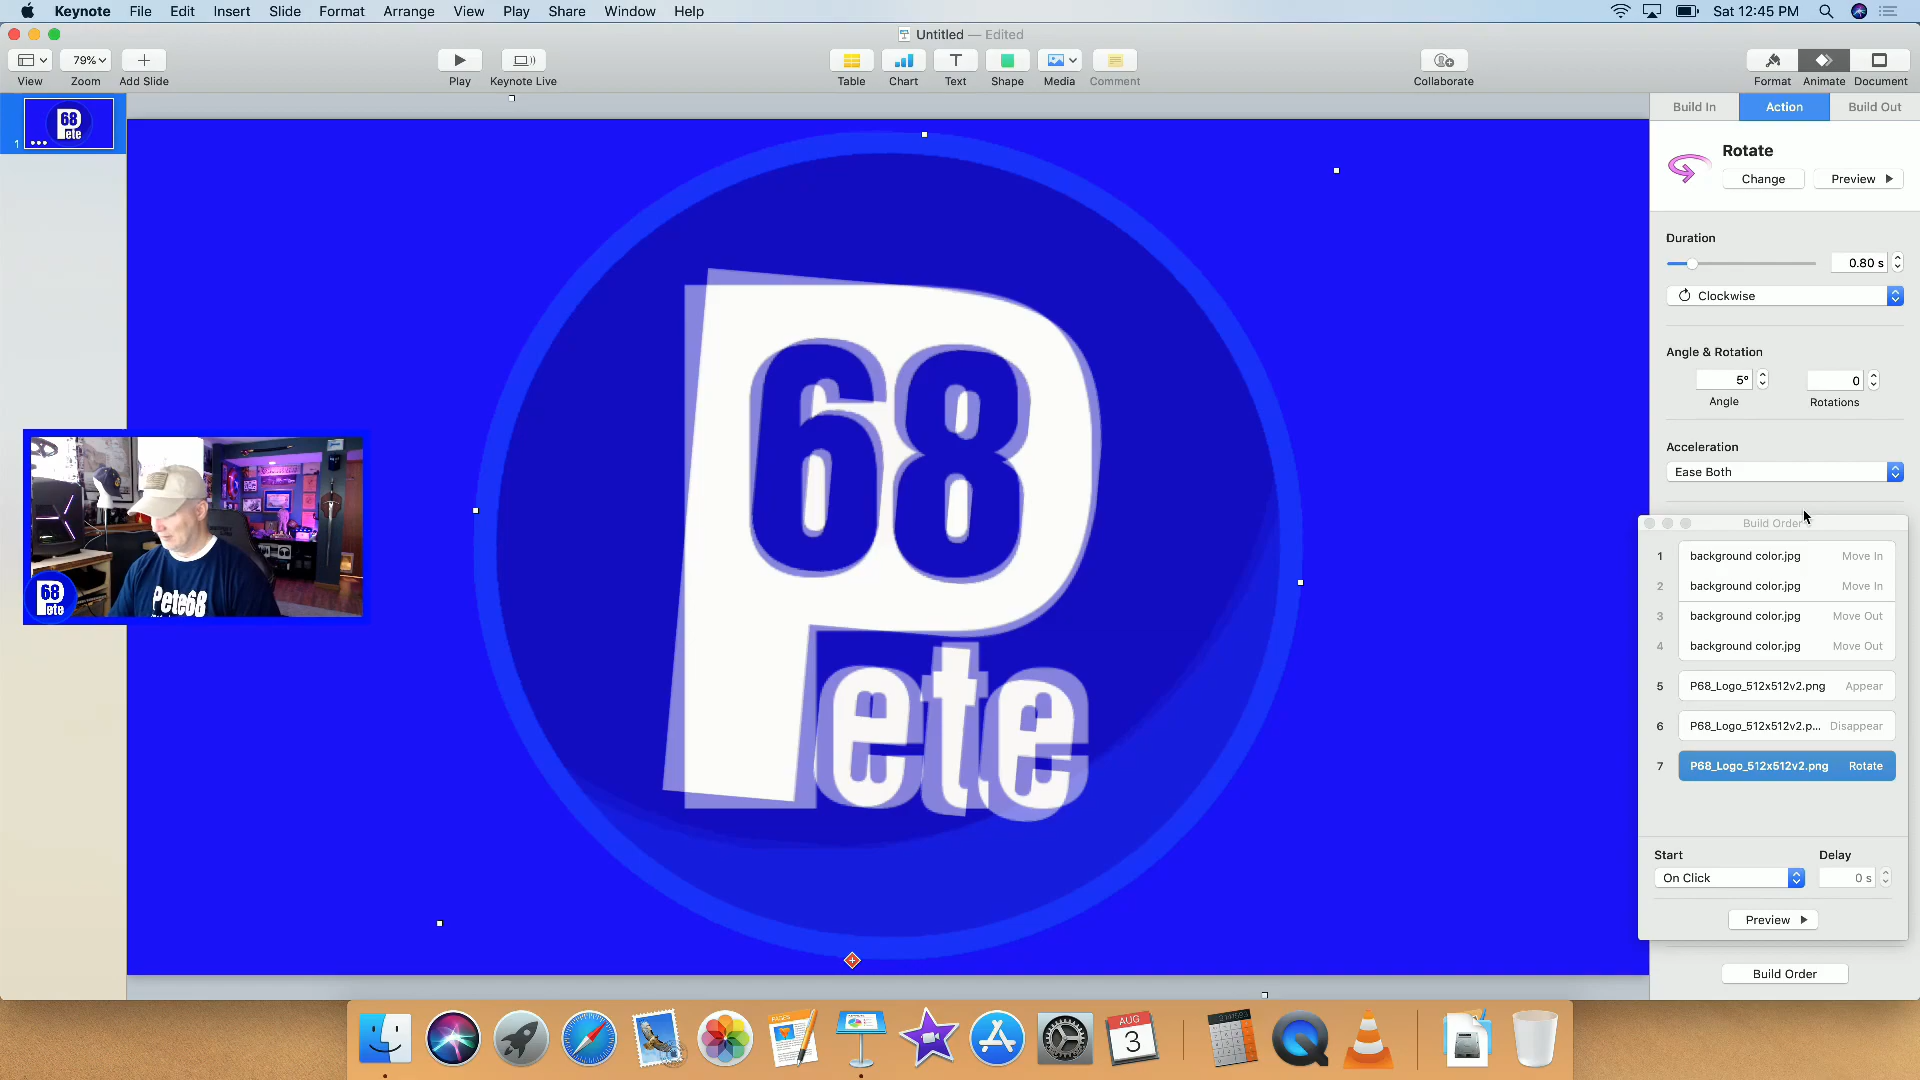 Keynote File Edit Insert Slide Format Arrange View Play Share Window Help Sat 12:45 PM
Untitled — Edited
79%
View Zoom Add Slide Play Keynote Live Table Chart Text Shape Media Comment Collaborate Format Animate Document
Build In Action Build Out
68
Pete
1
Rotate
Change Preview
Duration
0.80 s
Clockwise
Angle & Rotation
5° 0
Angle Rotations
Acceleration
Ease Both
68
Pete
68
Pete
Pete68
Build Order
1 background color.jpg Move In
2 background color.jpg Move In
3 background color.jpg Move Out
4 background color.jpg Move Out
5 P68_Logo_512x512v2.png Appear
6 P68_Logo_512x512v2.p... Disappear
7 P68_Logo_512x512v2.png Rotate
Start Delay
On Click 0 s
Preview
Build Order
PAGES
AUG
3